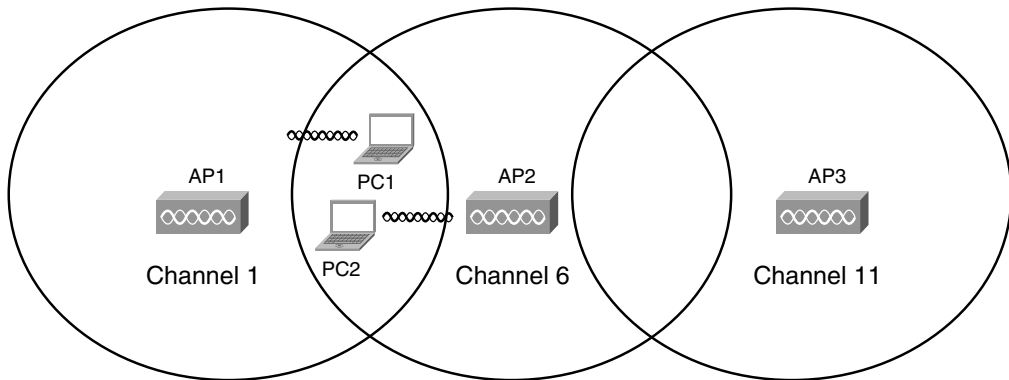 PC1
AP1
AP2
AP3
PC2
Channel 1
Channel 6
Channel 11